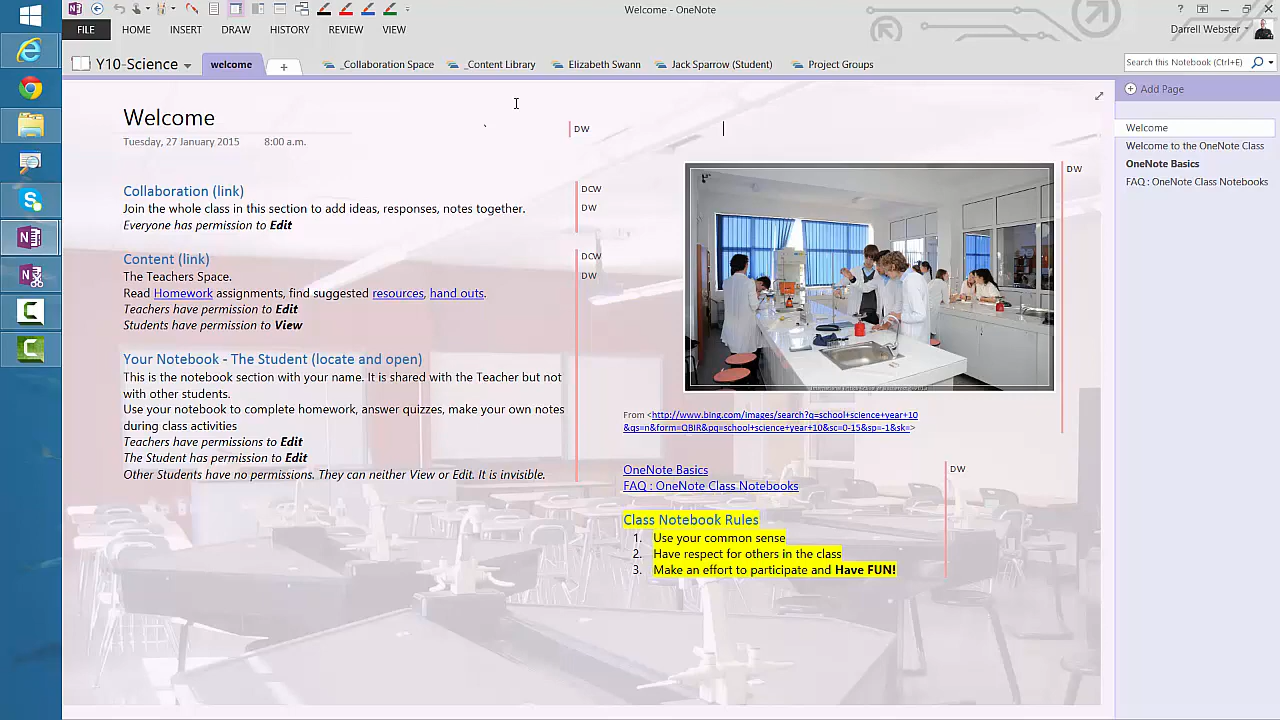 Welcome - OneNote
?
Darrell Webster
FILE HOME INSERT DRAW HISTORY REVIEW VIEW
Y10-Science welcome + _Collaboration Space _Content Library Elizabeth Swann Jack Sparrow (Student) Project Groups
Search this Notebook (Ctrl+E)
Add Page
Welcome
Welcome to the OneNote Class
OneNote Basics
FAQ : OneNote Class Notebooks
Welcome
Tuesday, 27 January 2015 8:00 a.m.
DW
Collaboration (link)
DCW
Join the whole class in this section to add ideas, responses, notes together.
DW
Everyone has permission to Edit
Content (link)
DCW
The Teachers Space.
DW
Read Homework assignments, find suggested resources, hand outs.
Teachers have permission to Edit
Students have permission to View
Your Notebook - The Student (locate and open)
This is the notebook section with your name. It is shared with the Teacher but not
with other students.
Use your notebook to complete homework, answer quizzes, make your own notes
during class activities
Teachers have permissions to Edit
The Student has permission to Edit
Other Students have no permissions. They can neither View or Edit. It is invisible.
DW
From <http://www.bing.com/images/search?q=school+science+year+10
&qs=n&form=QBIR&pq=school+science+year+10&sc=0-15&sp=-1&sk=>
OneNote Basics
DW
FAQ : OneNote Class Notebooks
Class Notebook Rules
1. Use your common sense
2. Have respect for others in the class
3. Make an effort to participate and Have FUN!